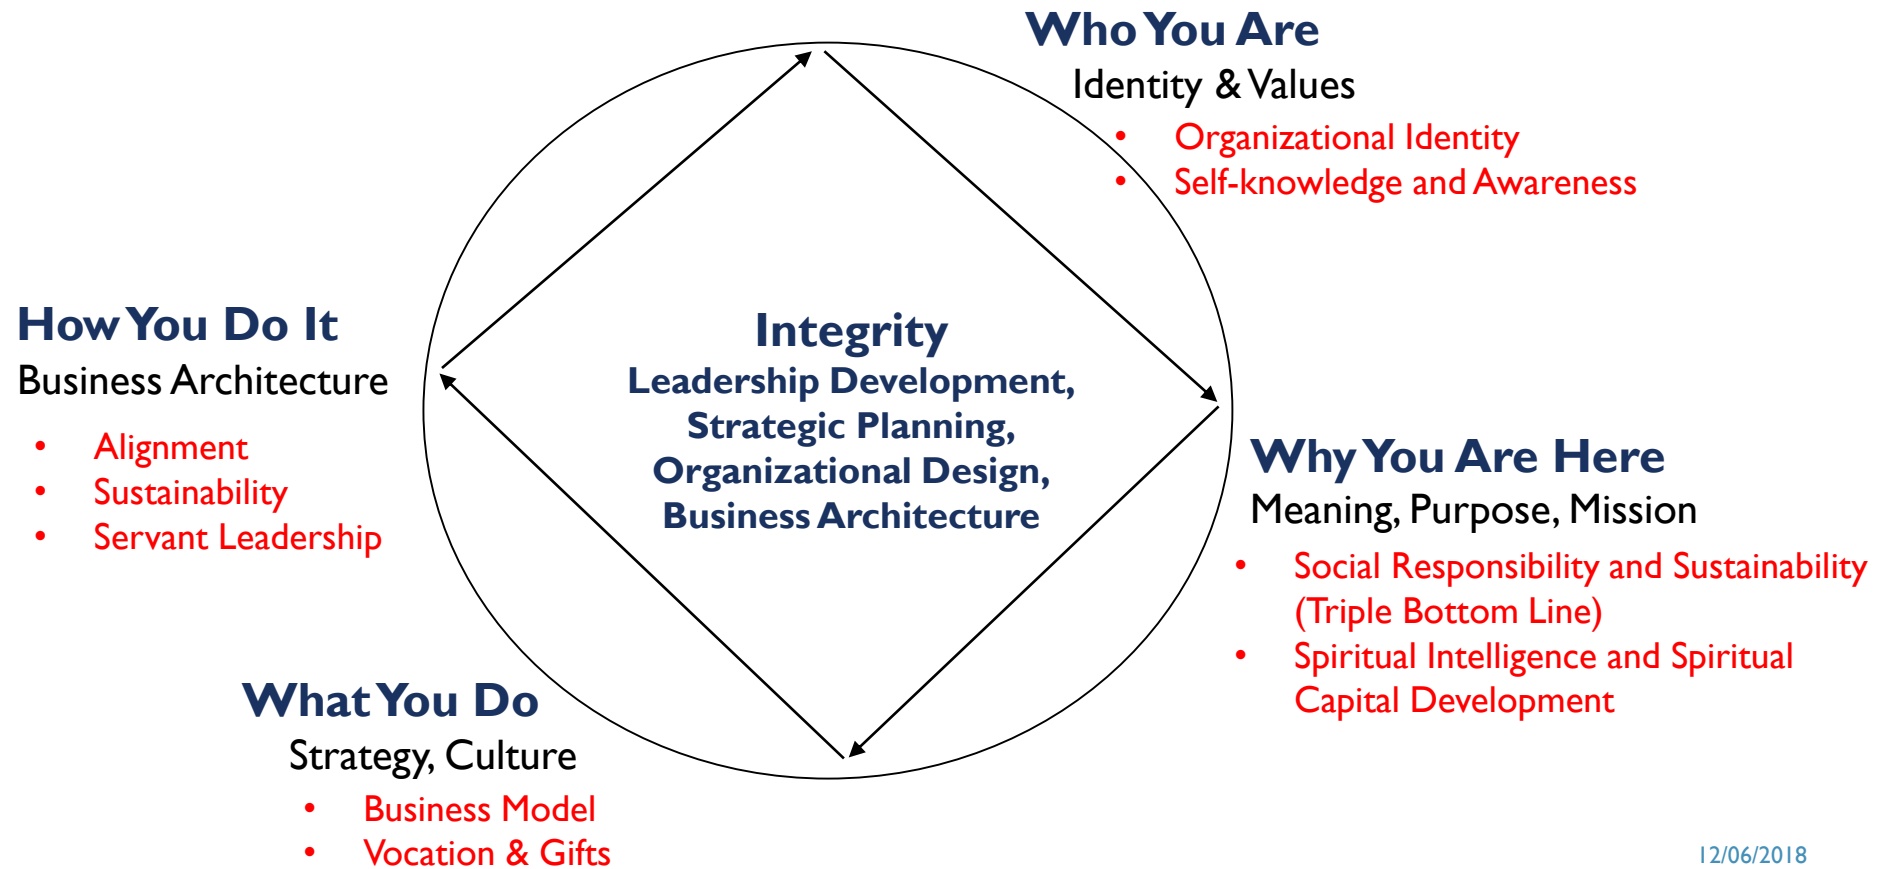 Who You Are
Identity & Values
• Organizational Identity
• Self-knowledge and Awareness
How You Do It
Business Architecture
• Alignment
• Sustainability
• Servant Leadership
Integrity
Leadership Development,
Strategic Planning,
Organizational Design,
Business Architecture
Why You Are Here
Meaning, Purpose, Mission
• Social Responsibility and Sustainability
(Triple Bottom Line)
• Spiritual Intelligence and Spiritual
Capital Development
What You Do
Strategy, Culture
• Business Model
• Vocation & Gifts
12/06/2018